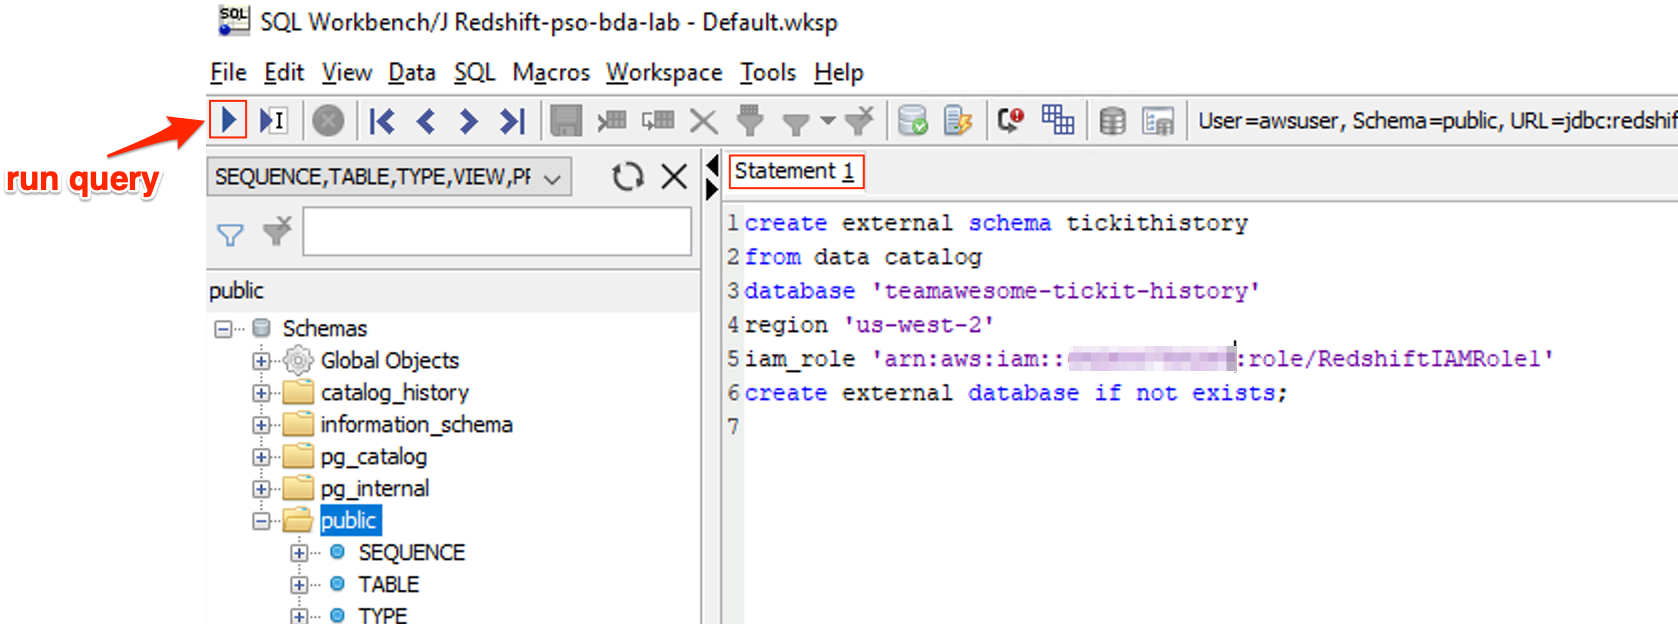 SQL Workbench/J Redshift-pso-bda-lab - Default.wksp
File Edit View Data SQL Macros Workspace Tools Help
User=awsuser, Schema=public, URL=jdbc:redshif
run query
SEQUENCE,TABLE,TYPE,VIEW,PF
Statement 1
public
Schemas
Global Objects
catalog_history
information_schema
pg_catalog
pg_internal
public
SEQUENCE
TABLE
TYPE
1 create external schema tickithistory
2 from data catalog
3 database 'teamawesome-tickit-history'
4 region 'us-west-2'
5 iam_role 'arn:aws:iam:: :role/RedshiftIAMRole1'
6 create external database if not exists;
7